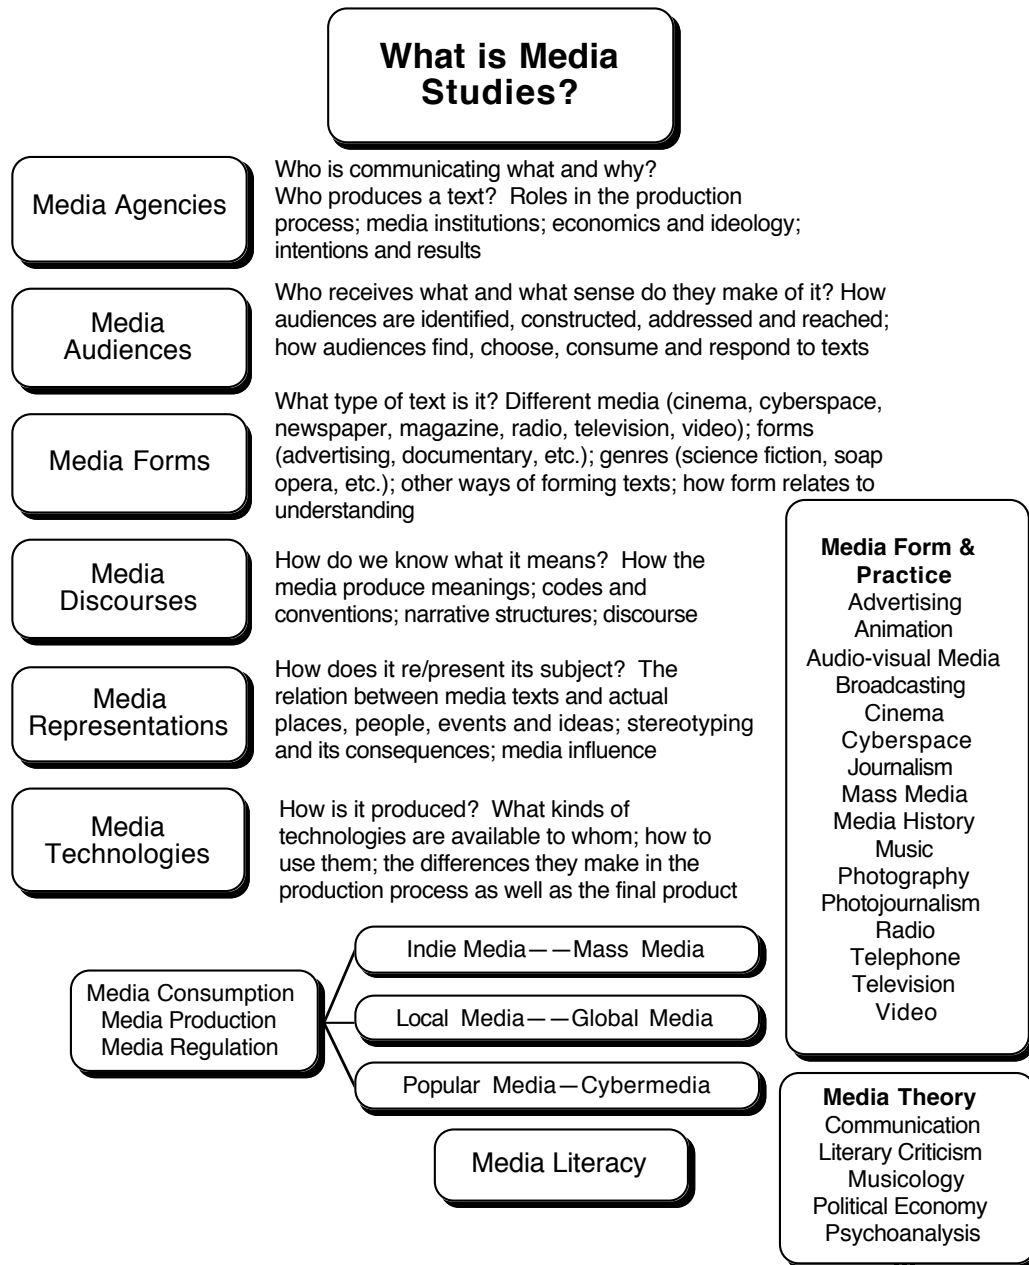 What is Media
Studies?
Media Agencies
Who is communicating what and why?
Who produces a text?  Roles in the production
process; media institutions; economics and ideology;
intentions and results
Media
Audiences
Who receives what and what sense do they make of it? How
audiences are identified, constructed, addressed and reached;
how audiences find, choose, consume and respond to texts
Media Forms
What type of text is it? Different media (cinema, cyberspace,
newspaper, magazine, radio, television, video); forms
(advertising, documentary, etc.); genres (science fiction, soap
opera, etc.); other ways of forming texts; how form relates to
understanding
Media
Discourses
How do we know what it means?  How the
media produce meanings; codes and
conventions; narrative structures; discourse
Media
Representations
How does it re/present its subject?  The
relation between media texts and actual
places, people, events and ideas; stereotyping
and its consequences; media influence
Media
Technologies
How is it produced?  What kinds of
technologies are available to whom; how to
use them; the differences they make in the
production process as well as the final product
Media Consumption
Media Production
Media Regulation
Indie Media——Mass Media
Local Media——Global Media
Popular Media—Cybermedia
Media Literacy
Media Form &
Practice
Advertising
Animation
Audio-visual Media
Broadcasting
Cinema
Cyberspace
Journalism
Mass Media
Media History
Music
Photography
Photojournalism
Radio
Telephone
Television
Video
Media Theory
Communication
Literary Criticism
Musicology
Political Economy
Psychoanalysis